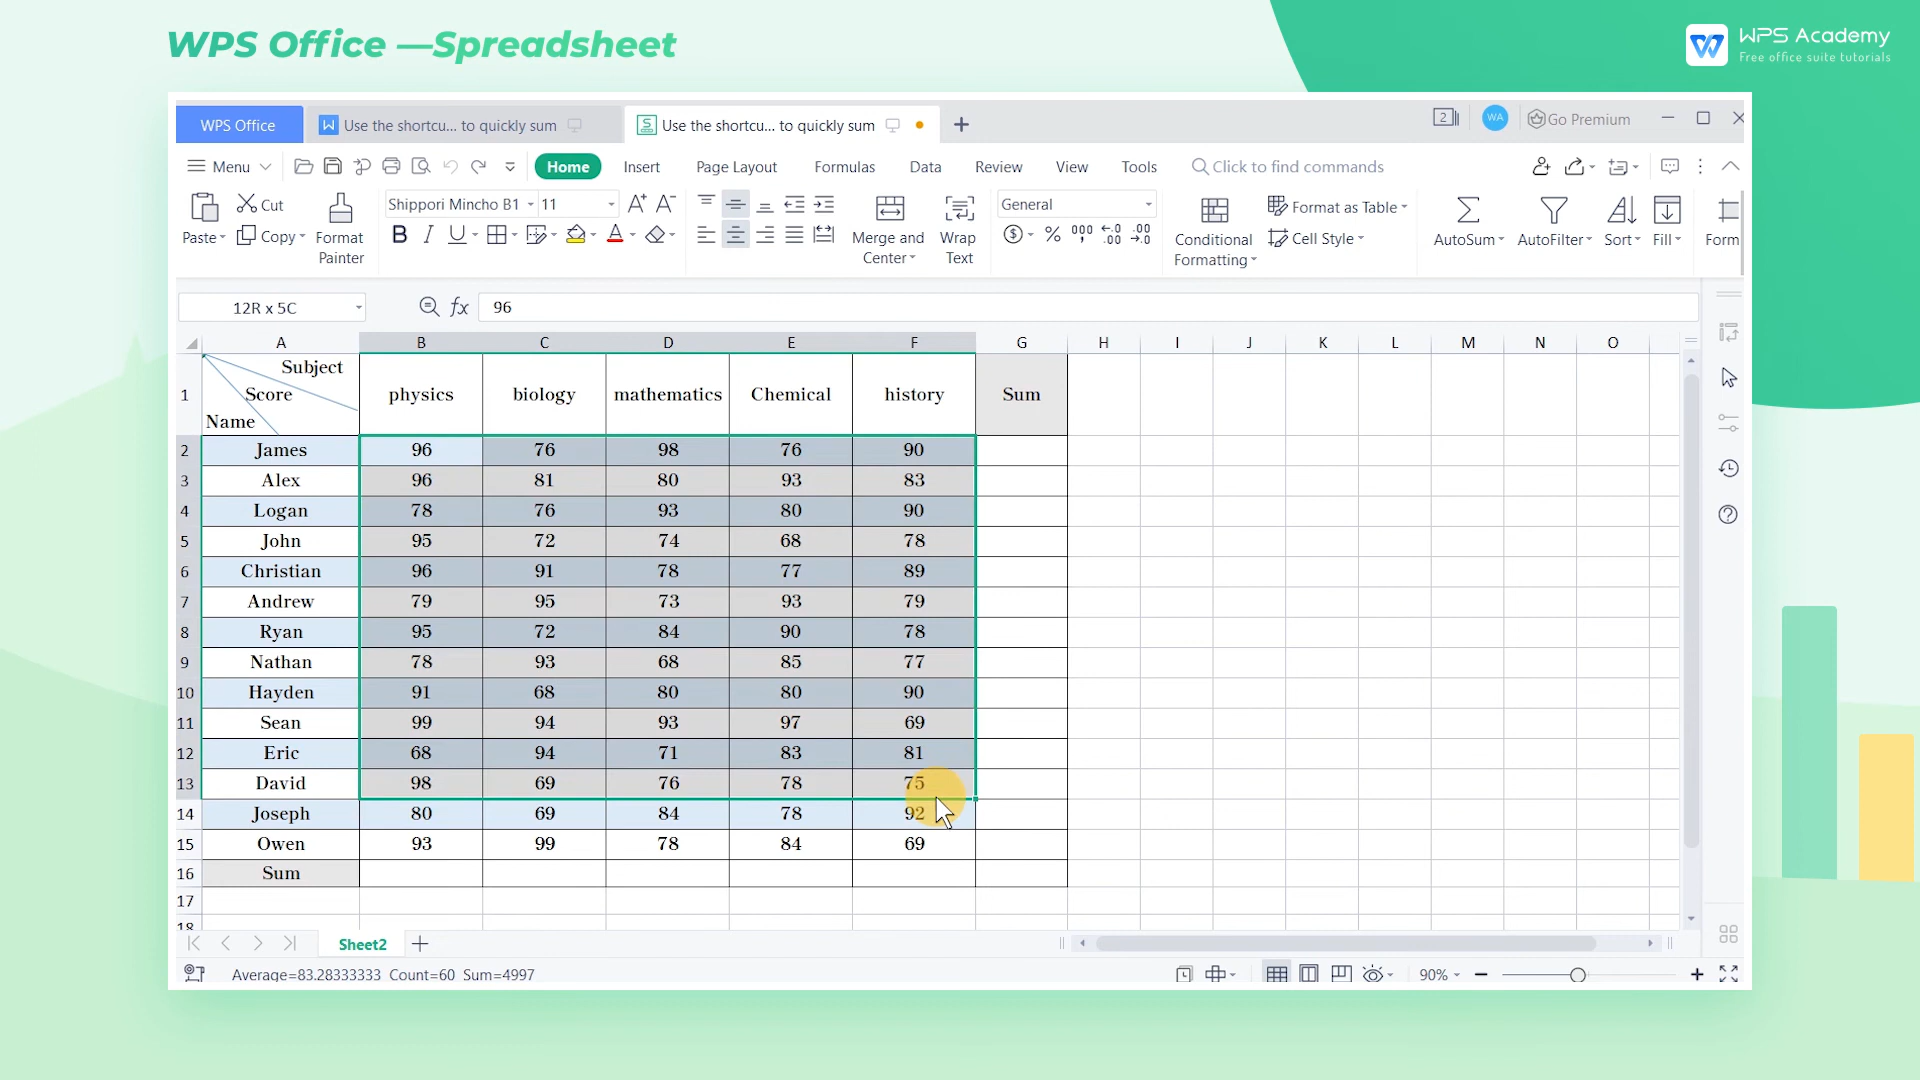 WPS Office —Spreadsheet
WPS Academy
Free office suite tutorials
WPS Office
W Use the shortcu... to quickly sum
S Use the shortcu... to quickly sum
2
WA
Go Premium
Menu
Home Insert Page Layout Formulas Data Review View Tools
Click to find commands
Paste
Cut
Copy
Format
Painter
Shippori Mincho B1 11
Merge and
Center
Wrap
Text
General
Conditional
Formatting
Format as Table
Cell Style
AutoSum AutoFilter Sort Fill Form
12R x 5C
fx 96
A B C D E F G H I J K L M N O
1 Subject Score Name physics biology mathematics Chemical history Sum
2 James 96 76 98 76 90
3 Alex 96 81 80 93 83
4 Logan 78 76 93 80 90
5 John 95 72 74 68 78
6 Christian 96 91 78 77 89
7 Andrew 79 95 73 93 79
8 Ryan 95 72 84 90 78
9 Nathan 78 93 68 85 77
10 Hayden 91 68 80 80 90
11 Sean 99 94 93 97 69
12 Eric 68 94 71 83 81
13 David 98 69 76 78 75
14 Joseph 80 69 84 78 92
15 Owen 93 99 78 84 69
16 Sum
17
18
Sheet2
Average=83.28333333 Count=60 Sum=4997
90%